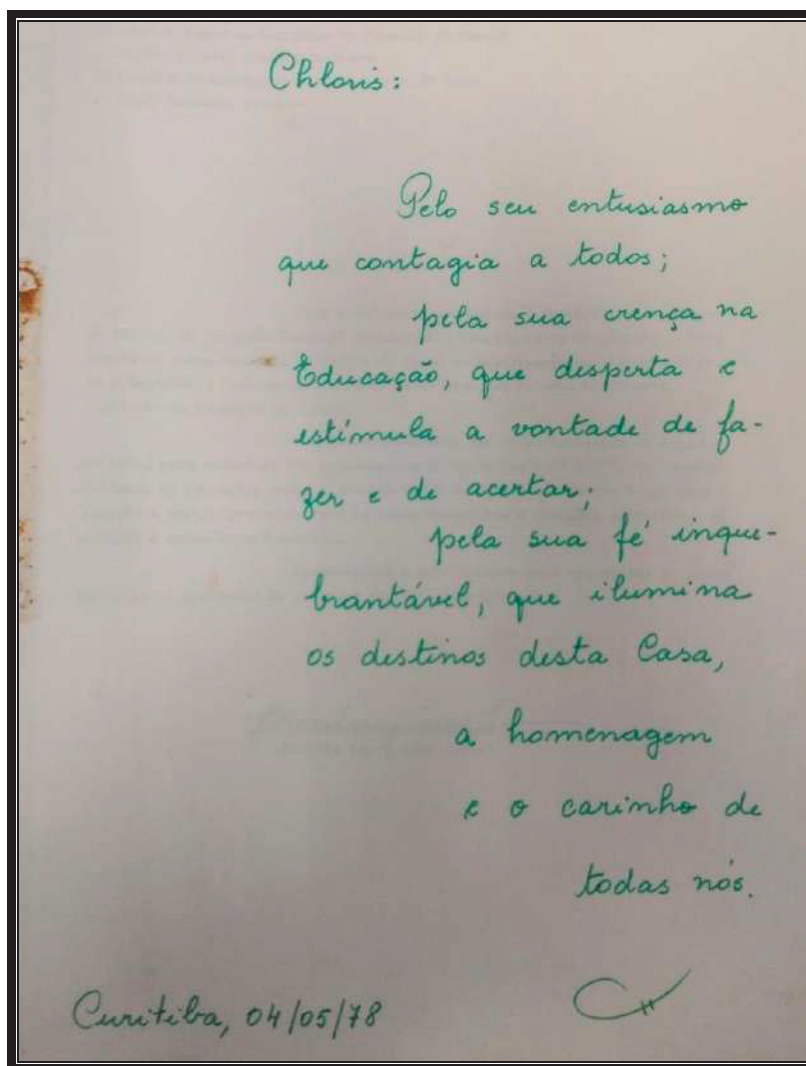 Chloris:
Pelo seu entusiasmo
que contagia a todos;
pela sua crença na
Educação, que desperta e
estimula a vontade de fa-
zer e de acertar;
pela sua fé inque-
brantável, que ilumina
os destinos desta Casa,
a homenagem
e o carinho de
todas nós.
Curitiba, 04/05/78